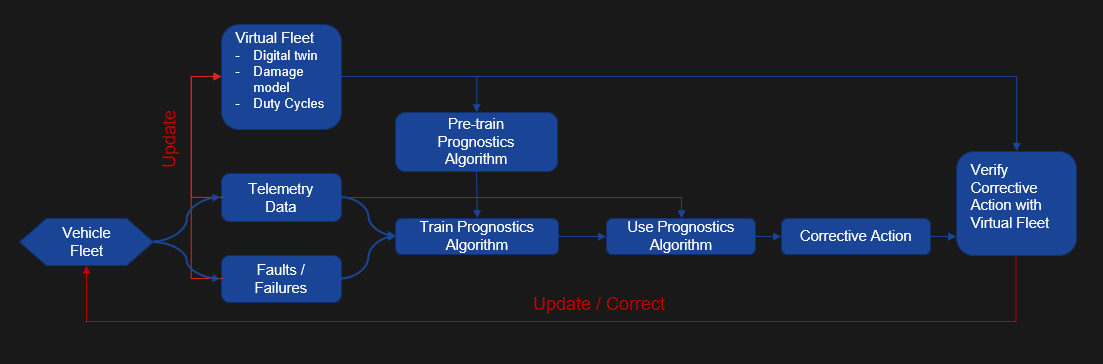 Virtual Fleet
- Digital twin
- Damage
model
- Duty Cycles
Update
Pre-train
Prognostics
Algorithm
Verify
Corrective
Action with
Virtual Fleet
Telemetry
Data
Vehicle
Fleet
Train Prognostics
Algorithm
Use Prognostics
Algorithm
Corrective Action
Faults /
Failures
Update / Correct